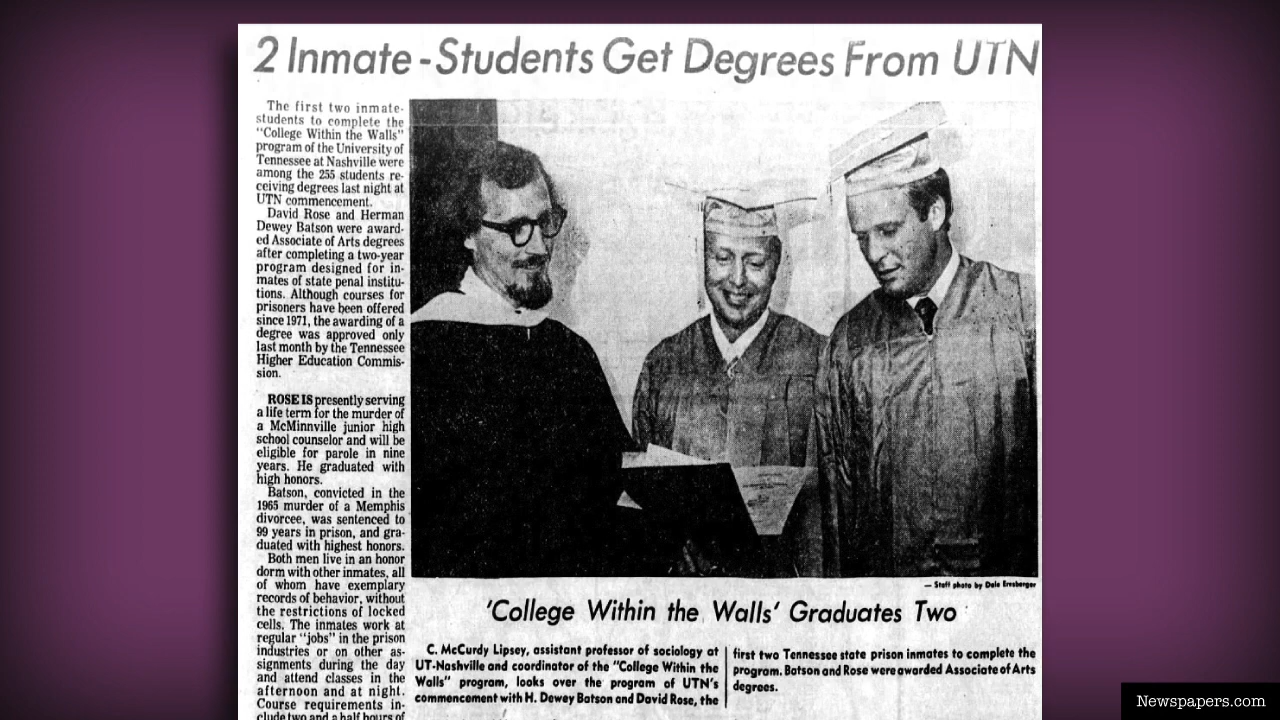 2 Inmate-Students Get Degrees From UTN
The first two inmate-
students to complete the
"College Within the Walls"
program of the University of
Tennessee at Nashville were
among the 255 students re-
ceiving degrees last night at
UTN commencement.
David Rose and Herman
Dewey Batson were award-
ed Associate of Arts degrees
after completing a two-year
program designed for in-
mates of state penal institu-
tions. Although courses for
prisoners have been offered
since 1971, the awarding of a
degree was approved only
last month by the Tennessee
Higher Education Commis-
sion.
ROSE IS presently serving
a life term for the murder of
a McMinnville junior high
school counselor and will be
eligible for parole in nine
years. He graduated with
high honors.
Batson, convicted in the
1965 murder of a Memphis
divorcee, was sentenced to
99 years in prison, and gra-
duated with highest honors.
Both men live in an honor
dorm with other inmates, all
of whom have exemplary
records of behavior, without
the restrictions of locked
cells. The inmates work at
regular "jobs" in the prison
industries or on other as-
signments during the day
and attend classes in the
afternoon and at night.
Course requirements in-
clude two and a half hours of
— Staff photo by Dale Ernsberger
'College Within the Walls' Graduates Two
C. McCurdy Lipsey, assistant professor of sociology at
UT-Nashville and coordinator of the "College Within the
Walls" program, looks over the program of UTN's
commencement with H. Dewey Batson and David Rose, the
first two Tennessee state prison inmates to complete the
program. Batson and Rose were awarded Associate of Arts
degrees.
Newspapers.com